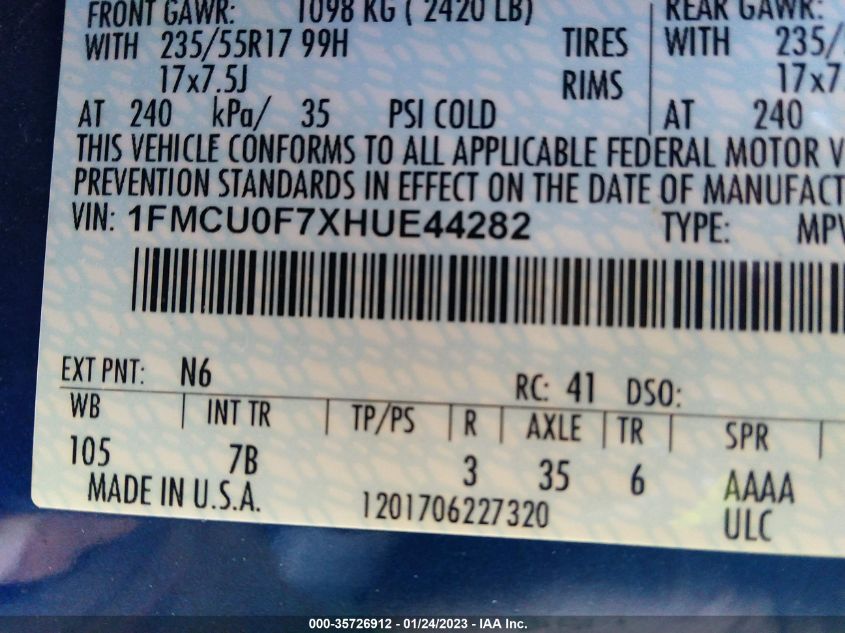 FRONT GAWR: 1098 KG ( 2420 LB) REAR GAWR:
WITH 235/55R17 99H TIRES WITH 235/
17x7.5J RIMS 17x7
AT 240 kPa/ 35 PSI COLD AT 240
THIS VEHICLE CONFORMS TO ALL APPLICABLE FEDERAL MOTOR V
PREVENTION STANDARDS IN EFFECT ON THE DATE OF MANUFACT
VIN: 1FMCU0F7XHUE44282 TYPE: MPV
EXT PNT: N6 RC: 41 DSO:
WB INT TR TP/PS R AXLE TR SPR
105 7B 3 35 6 AAAA
MADE IN U.S.A. 1201706227320 ULC
000-35726912 - 01/24/2023 - IAA Inc.